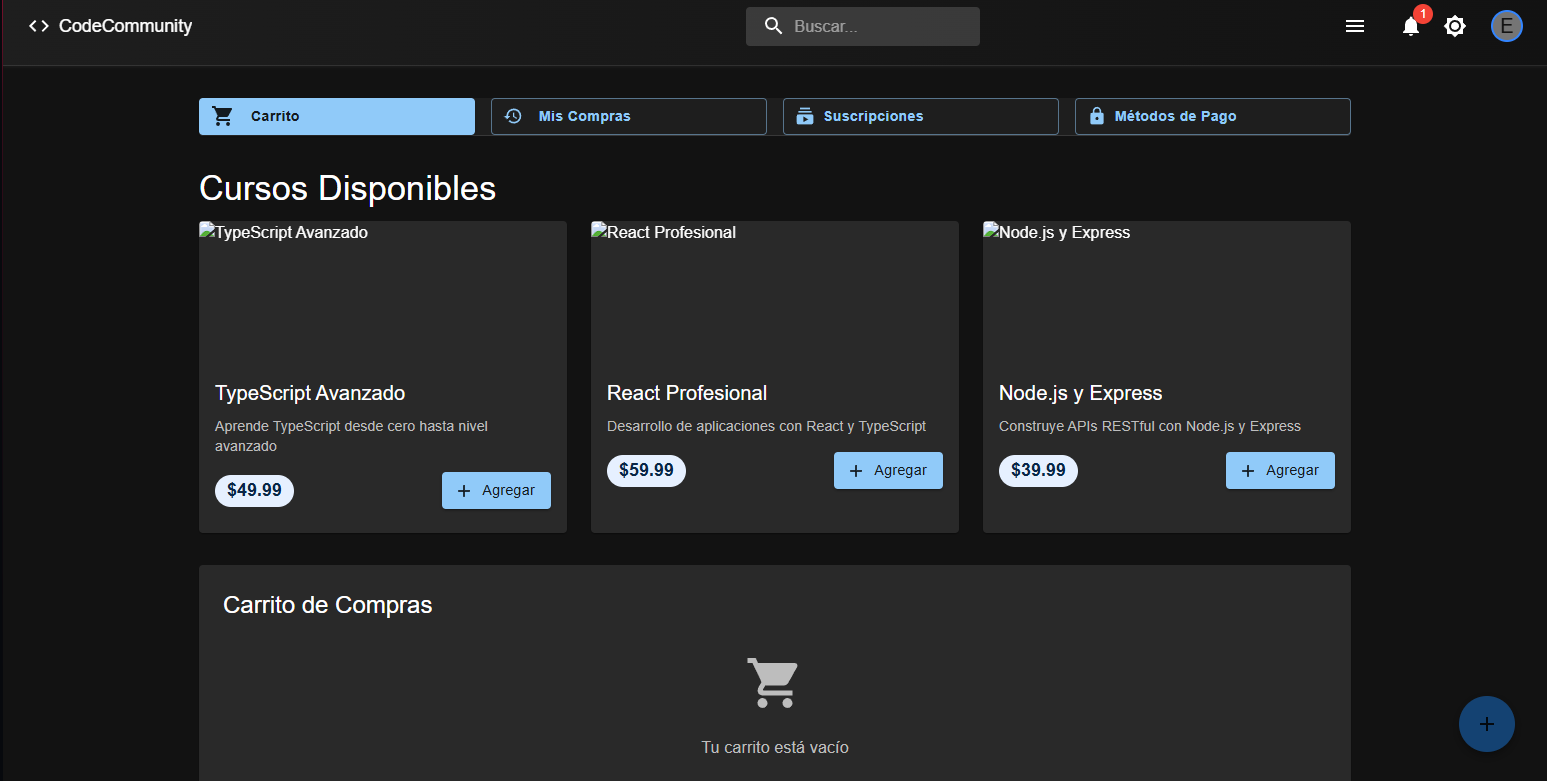 <> CodeCommunity
Buscar...
1
E
Carrito
Mis Compras
Suscripciones
Métodos de Pago
Cursos Disponibles
TypeScript Avanzado
React Profesional
Node.js y Express
TypeScript Avanzado
Aprende TypeScript desde cero hasta nivel
avanzado
$49.99
+ Agregar
React Profesional
Desarrollo de aplicaciones con React y TypeScript
$59.99
+ Agregar
Node.js y Express
Construye APIs RESTful con Node.js y Express
$39.99
+ Agregar
Carrito de Compras
Tu carrito está vacío
+